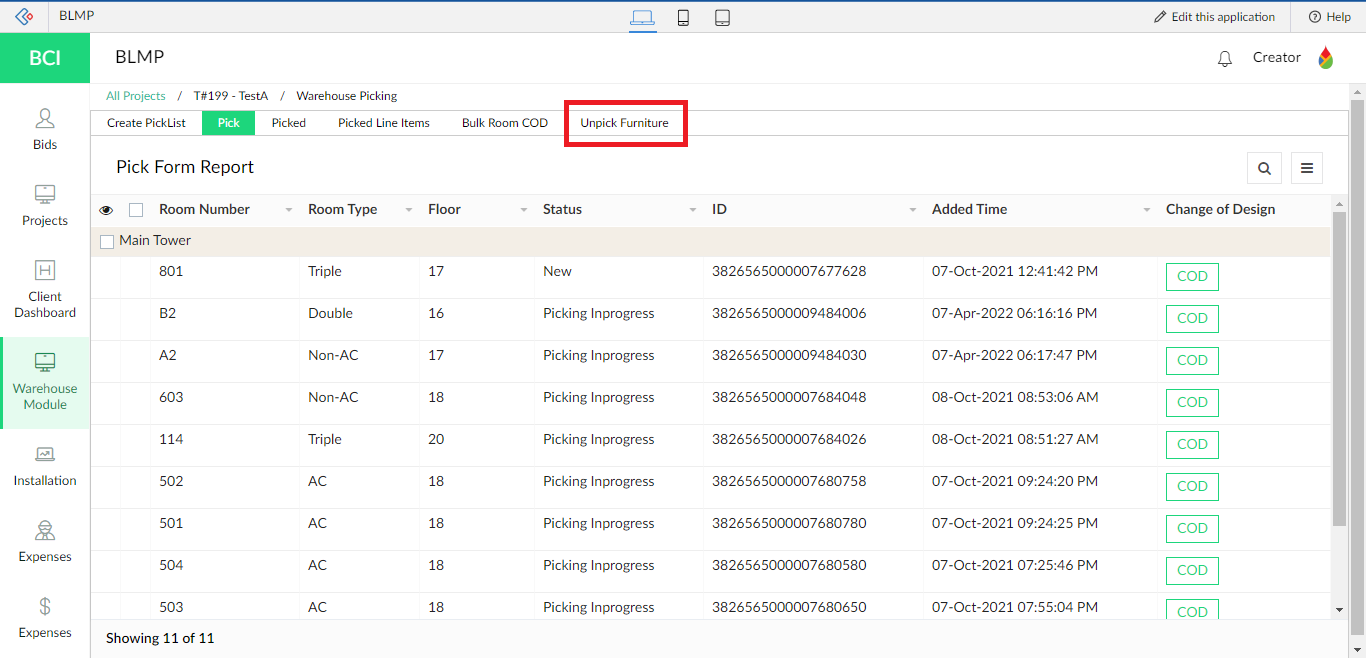 BLMP
Edit this application
Help
BCI
BLMP
Creator
All Projects / T#199 - TestA / Warehouse Picking
Create PickList Pick Picked Picked Line Items Bulk Room COD Unpick Furniture
Bids
Projects
Client
Dashboard
Warehouse
Module
Installation
Expenses
Expenses
Pick Form Report
Room Number Room Type Floor Status ID Added Time Change of Design
Main Tower
801 Triple 17 New 3826565000007677628 07-Oct-2021 12:41:42 PM COD
B2 Double 16 Picking Inprogress 3826565000009484006 07-Apr-2022 06:16:16 PM COD
A2 Non-AC 17 Picking Inprogress 3826565000009484030 07-Apr-2022 06:17:47 PM COD
603 Non-AC 18 Picking Inprogress 3826565000007684048 08-Oct-2021 08:53:06 AM COD
114 Triple 20 Picking Inprogress 3826565000007684026 08-Oct-2021 08:51:27 AM COD
502 AC 18 Picking Inprogress 3826565000007680758 07-Oct-2021 09:24:20 PM COD
501 AC 18 Picking Inprogress 3826565000007680780 07-Oct-2021 09:24:25 PM COD
504 AC 18 Picking Inprogress 3826565000007680580 07-Oct-2021 07:25:46 PM COD
503 AC 18 Picking Inprogress 3826565000007680650 07-Oct-2021 07:55:04 PM COD
Showing 11 of 11